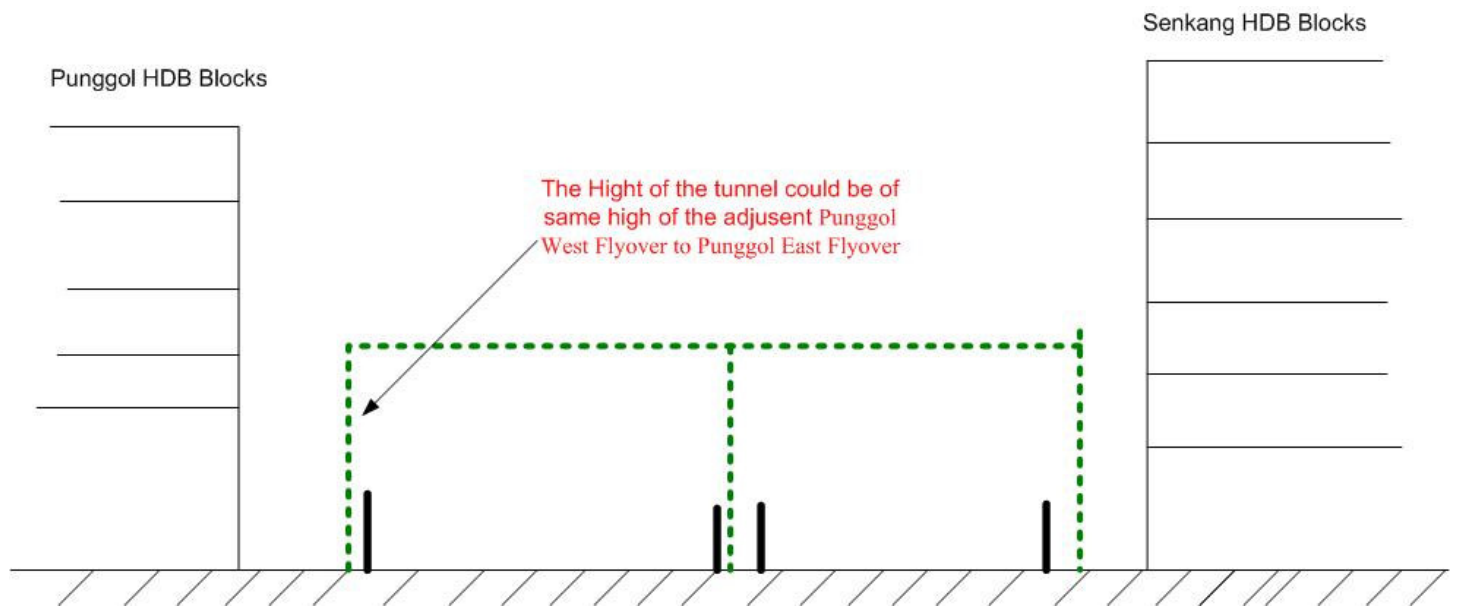 Senkang HDB Blocks
Punggol HDB Blocks
The Hight of the tunnel could be of
same high of the adjusent Punggol
West Flyover to Punggol East Flyover